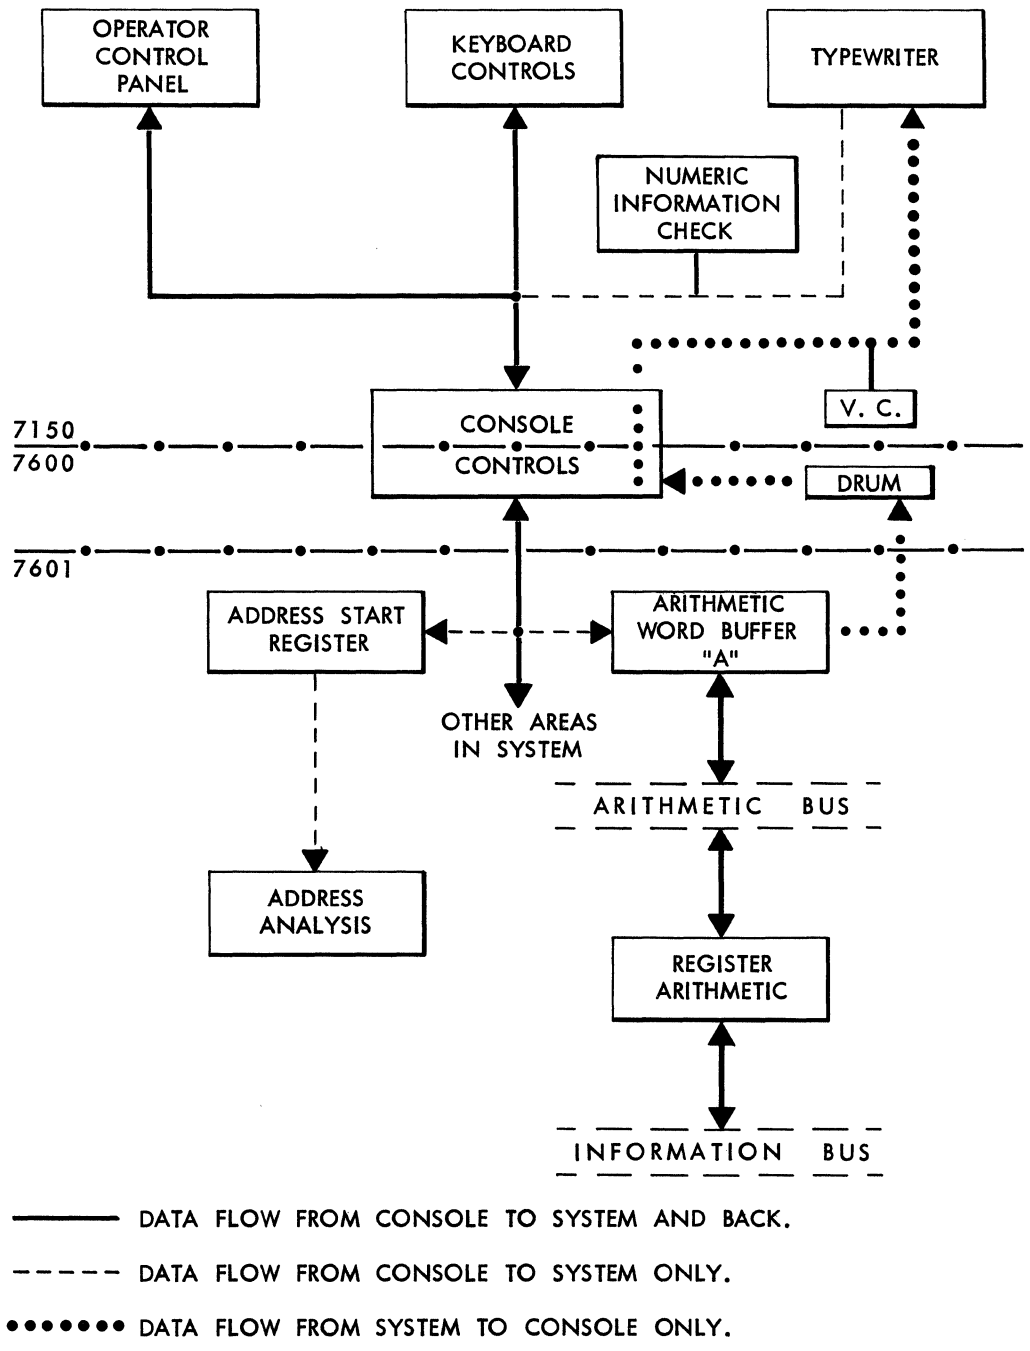 OPERATOR
CONTROL
PANEL
KEYBOARD
CONTROLS
TYPEWRITER
NUMERIC
INFORMATION
CHECK
V. C.
7150
7600
CONSOLE
CONTROLS
DRUM
7601
ADDRESS START
REGISTER
ARITHMETIC
WORD BUFFER
"A"
OTHER AREAS
IN SYSTEM
ARITHMETIC BUS
ADDRESS
ANALYSIS
REGISTER
ARITHMETIC
INFORMATION BUS
DATA FLOW FROM CONSOLE TO SYSTEM AND BACK.
DATA FLOW FROM CONSOLE TO SYSTEM ONLY.
DATA FLOW FROM SYSTEM TO CONSOLE ONLY.